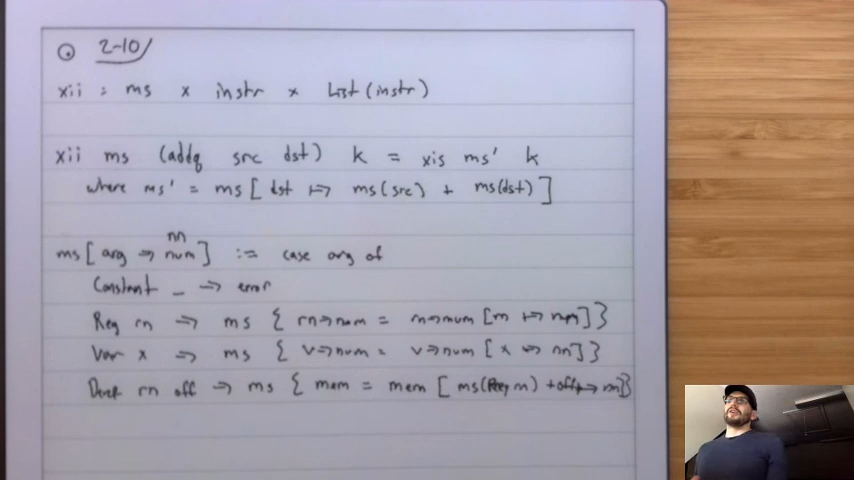 ⊙ 2-10/
xii : ms x instr x List(instr)
xii ms (addq src dst) k = xis ms' k
where ms' = ms[dst ↦ ms(src) + ms(dst)]
nn
ms[arg → num] := case arg of
Constant _ → error
Reg rn → ms { rn→num = rn→num [rn ↦ nn]}
Var x → ms { v→num = v→num [x ↦ nn]}
Deref rn off → ms { mem = mem [ms(Reg rn) + off ↦ nn]}